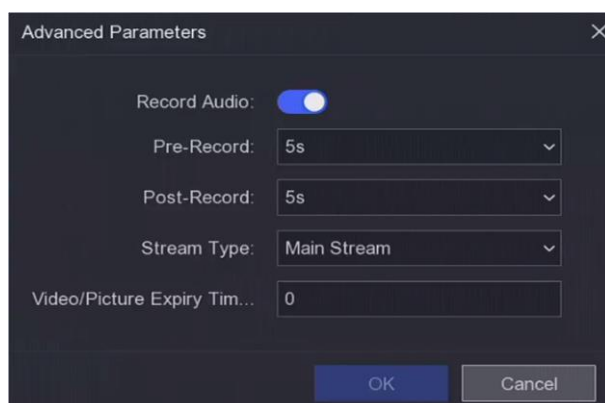 Advanced Parameters
Record Audio:
Pre-Record: 5s
Post-Record: 5s
Stream Type: Main Stream
Video/Picture Expiry Tim... 0
OK Cancel